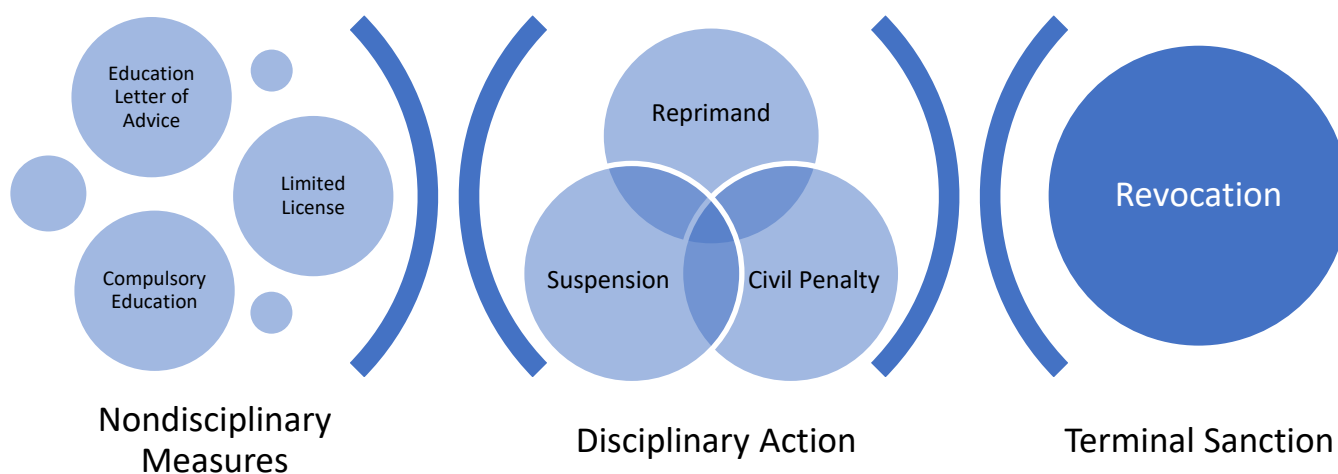 Education
Letter of
Advice
Limited
License
Compulsory
Education
Nondisciplinary
Measures
Reprimand
Suspension
Civil Penalty
Disciplinary Action
Revocation
Terminal Sanction